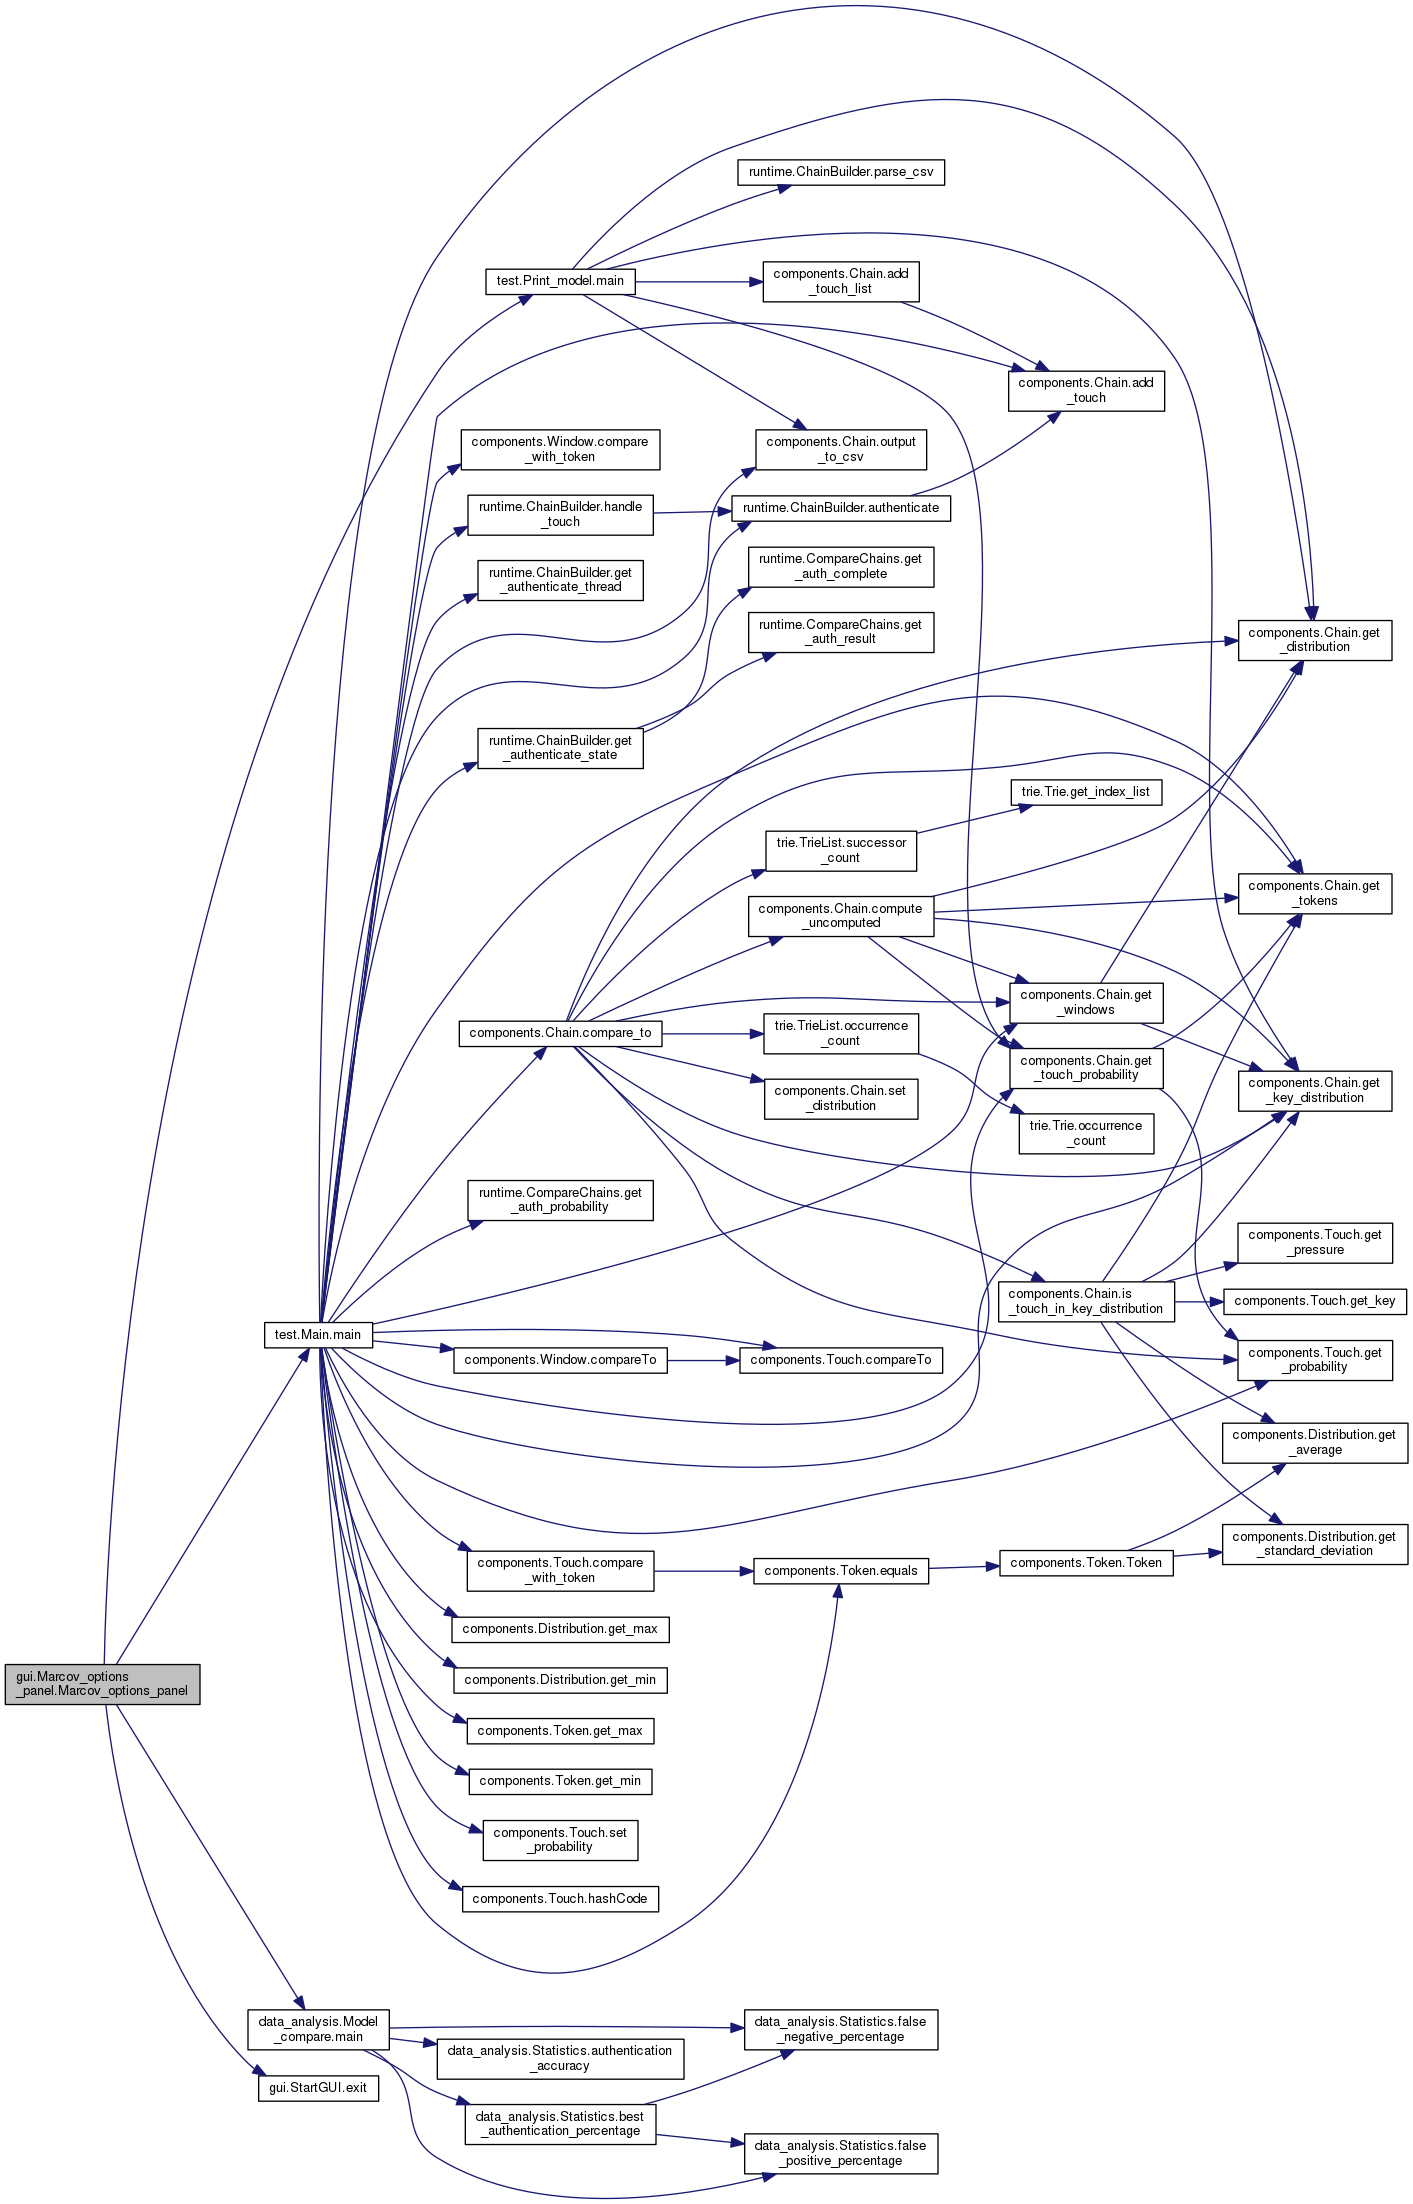 runtime.ChainBuilder.parse_csv
test.Print_model.main
components.Chain.add
_touch_list
components.Chain.add
_touch
components.Window.compare
_with_token
components.Chain.output
_to_csv
runtime.ChainBuilder.handle
_touch
runtime.ChainBuilder.authenticate
runtime.ChainBuilder.get
_authenticate_thread
runtime.CompareChains.get
_auth_complete
runtime.CompareChains.get
_auth_result
components.Chain.get
_distribution
runtime.ChainBuilder.get
_authenticate_state
trie.Trie.get_index_list
trie.TrieList.successor
_count
components.Chain.get
_tokens
components.Chain.compute
_uncomputed
components.Chain.get
_windows
components.Chain.compare_to
trie.TrieList.occurrence
_count
components.Chain.get
_touch_probability
components.Chain.get
_key_distribution
components.Chain.set
_distribution
trie.Trie.occurrence
_count
runtime.CompareChains.get
_auth_probability
components.Touch.get
_pressure
components.Chain.is
_touch_in_key_distribution
components.Touch.get_key
test.Main.main
components.Window.compareTo
components.Touch.compareTo
components.Touch.get
_probability
components.Distribution.get
_average
components.Distribution.get
_standard_deviation
components.Touch.compare
_with_token
components.Token.equals
components.Token.Token
components.Distribution.get_max
gui.Marcov_options
_panel.Marcov_options_panel
components.Distribution.get_min
components.Token.get_max
components.Token.get_min
components.Touch.set
_probability
components.Touch.hashCode
data_analysis.Model
_compare.main
data_analysis.Statistics.false
_negative_percentage
data_analysis.Statistics.authentication
_accuracy
gui.StartGUI.exit
data_analysis.Statistics.best
_authentication_percentage
data_analysis.Statistics.false
_positive_percentage